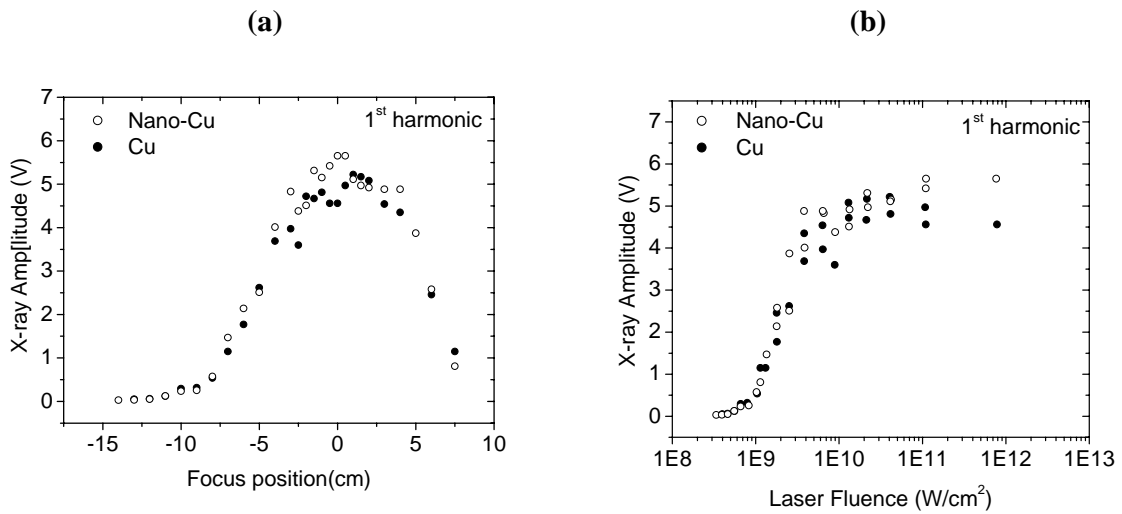 (a)
7
6
5
4
3
2
1
0
X-ray Amp[litude (V)
Nano-Cu
Cu
1st harmonic
-15 -10 -5 0 5 10
Focus position(cm)
(b)
7
6
5
4
3
2
1
0
X-ray Amplitude (V)
Nano-Cu
Cu
1st harmonic
1E8 1E9 1E10 1E11 1E12 1E13
Laser Fluence (W/cm2)